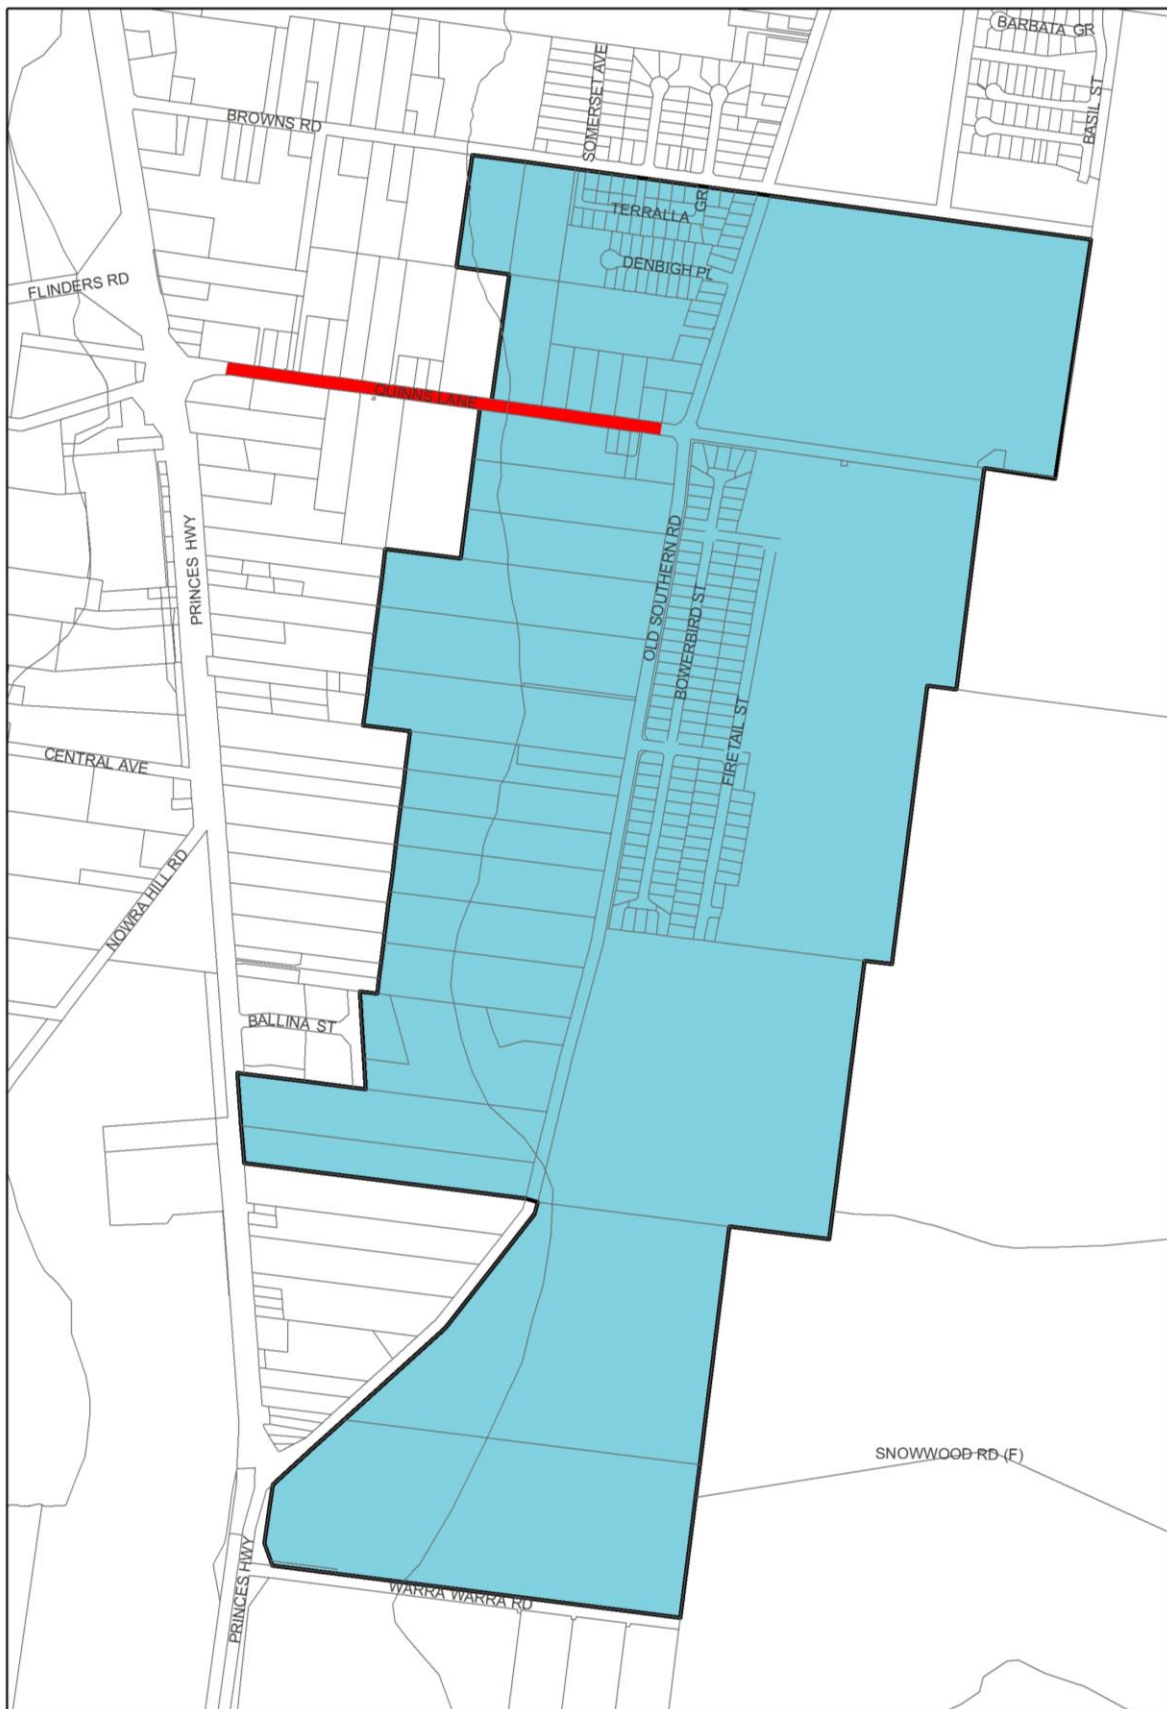 BARBATA GR
SOMERSET AVE
BASIL ST
BROWNS RD
TERRALLA GR
DENBIGH PL
FLINDERS RD
QUINNS LANE
PRINCES HWY
OLD SOUTHERN RD
BOWERBIRD ST
FIRETAIL ST
CENTRAL AVE
NOWRA HILL RD
BALLINA ST
SNOWWOOD RD (F)
PRINCES HWY
WARRA WARRA RD